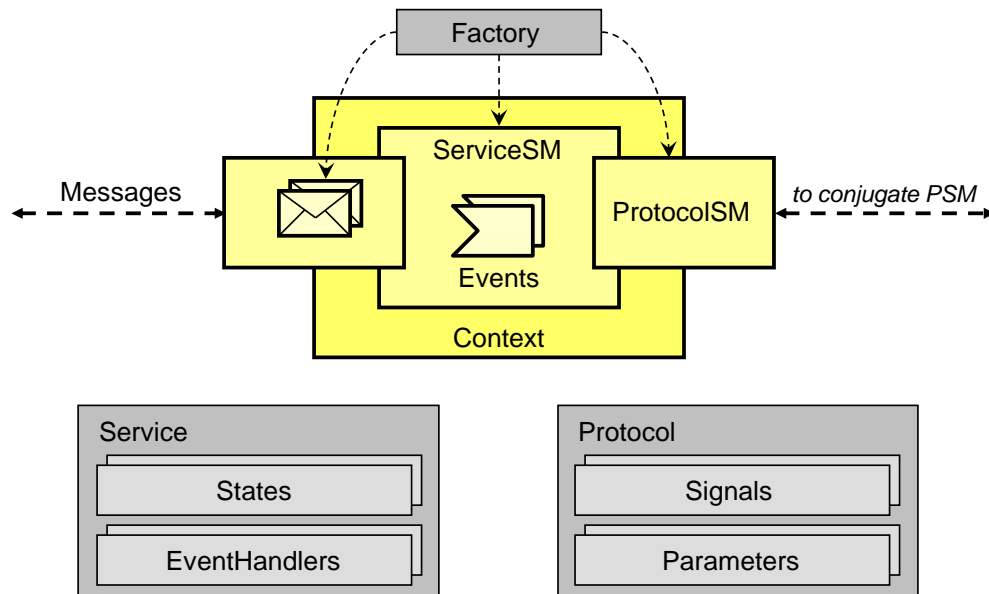 Factory
ServiceSM
Messages
ProtocolSM
to conjugate PSM
Events
Context
Service
States
EventHandlers
Protocol
Signals
Parameters